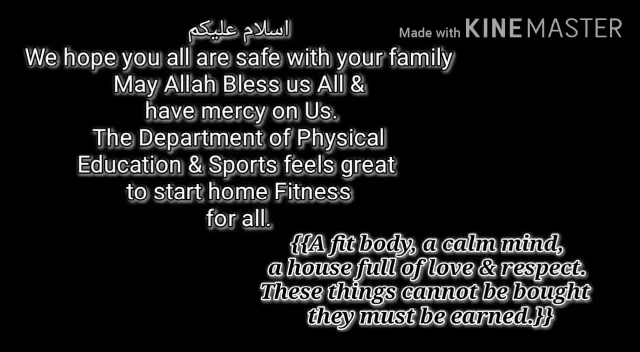 اسلام علیکم
Made with KINEMASTER
We hope you all are safe with your family
May Allah Bless us All &
have mercy on Us.
The Department of Physical
Education & Sports feels great
to start home Fitness
for all.
{{A fit body, a calm mind,
a house full of love & respect.
These things cannot be bought
they must be earned.}}